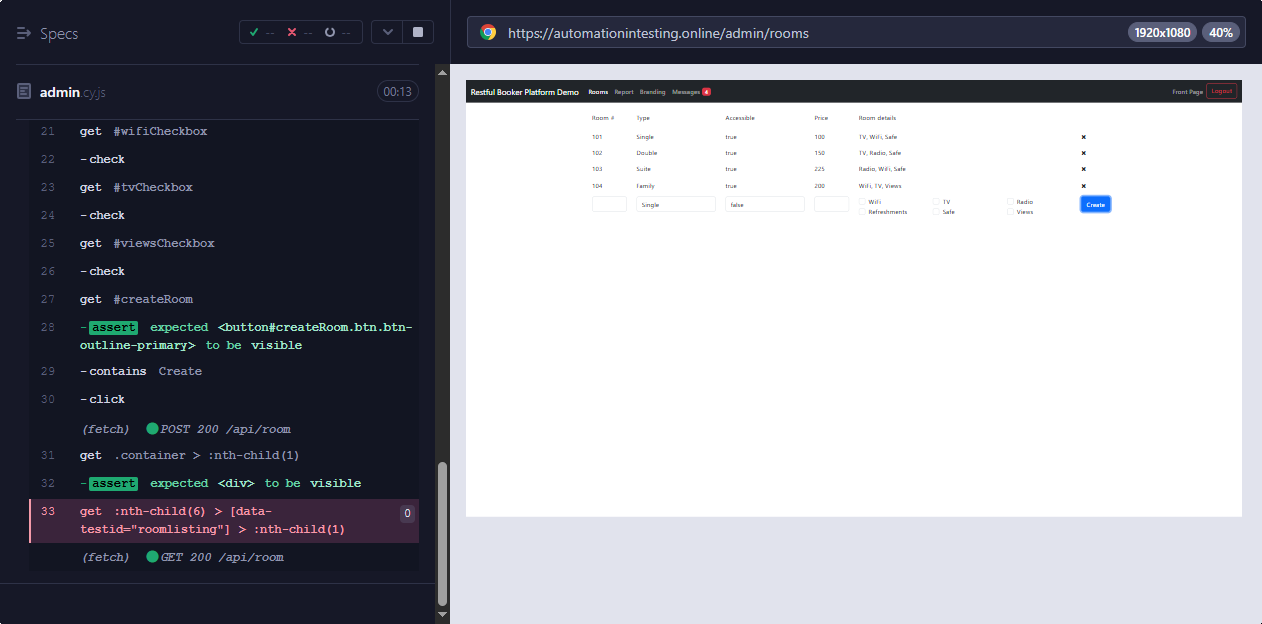 Specs
-- -- --
https://automationintesting.online/admin/rooms
1920x1080
40%
admin.cy.js
00:13
21 get #wifiCheckbox
22 -check
23 get #tvCheckbox
24 -check
25 get #viewsCheckbox
26 -check
27 get #createRoom
28 -assert expected <button#createRoom.btn.btn-
outline-primary> to be visible
29 -contains Create
30 -click
(fetch) POST 200 /api/room
31 get .container > :nth-child(1)
32 -assert expected <div> to be visible
33 get :nth-child(6) > [data-
testid="roomlisting"] > :nth-child(1)
0
(fetch) GET 200 /api/room
Restful Booker Platform Demo Rooms Report Branding Messages 4 Front Page Logout
Room # Type Accessible Price Room details
101 Single true 100 TV, WiFi, Safe
102 Double true 150 TV, Radio, Safe
103 Suite true 225 Radio, WiFi, Safe
104 Family true 200 WiFi, TV, Views
Single false WiFi TV Radio Create
Refreshments Safe Views